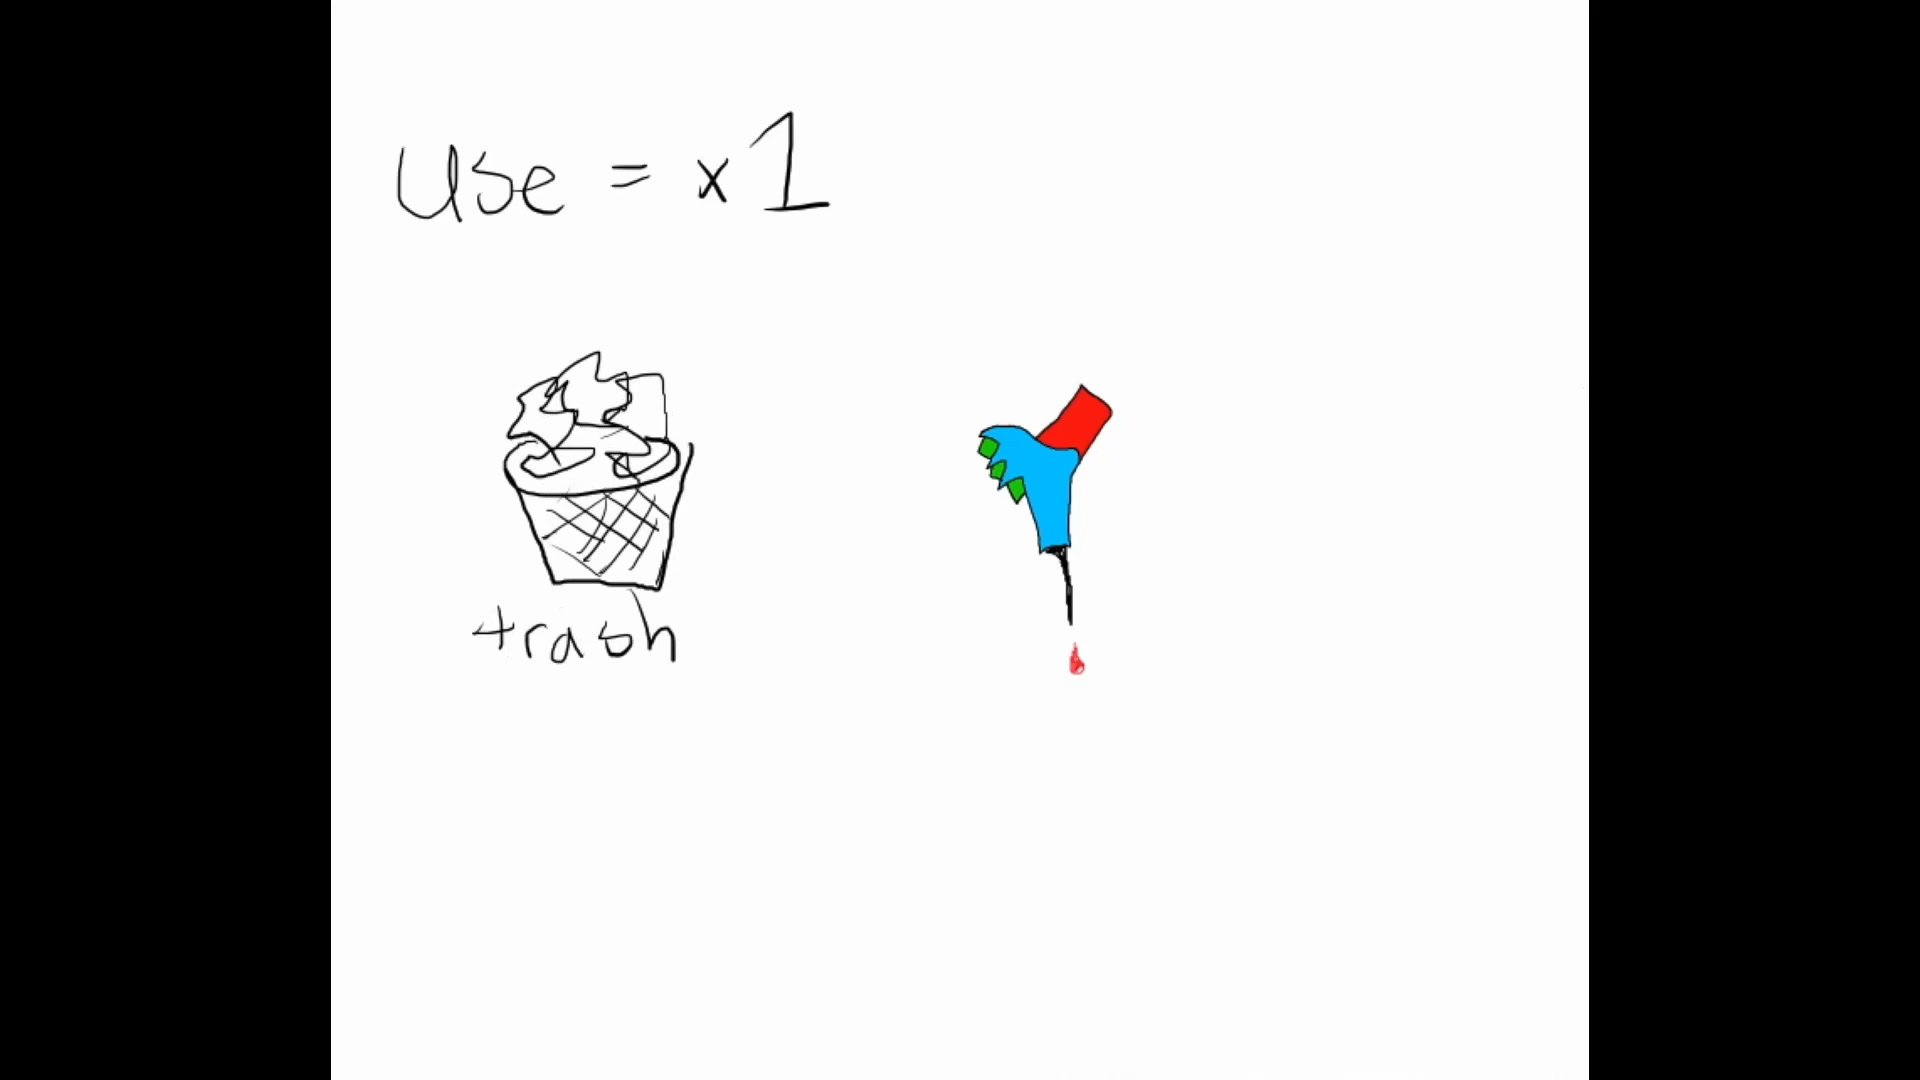 use = x1
trash